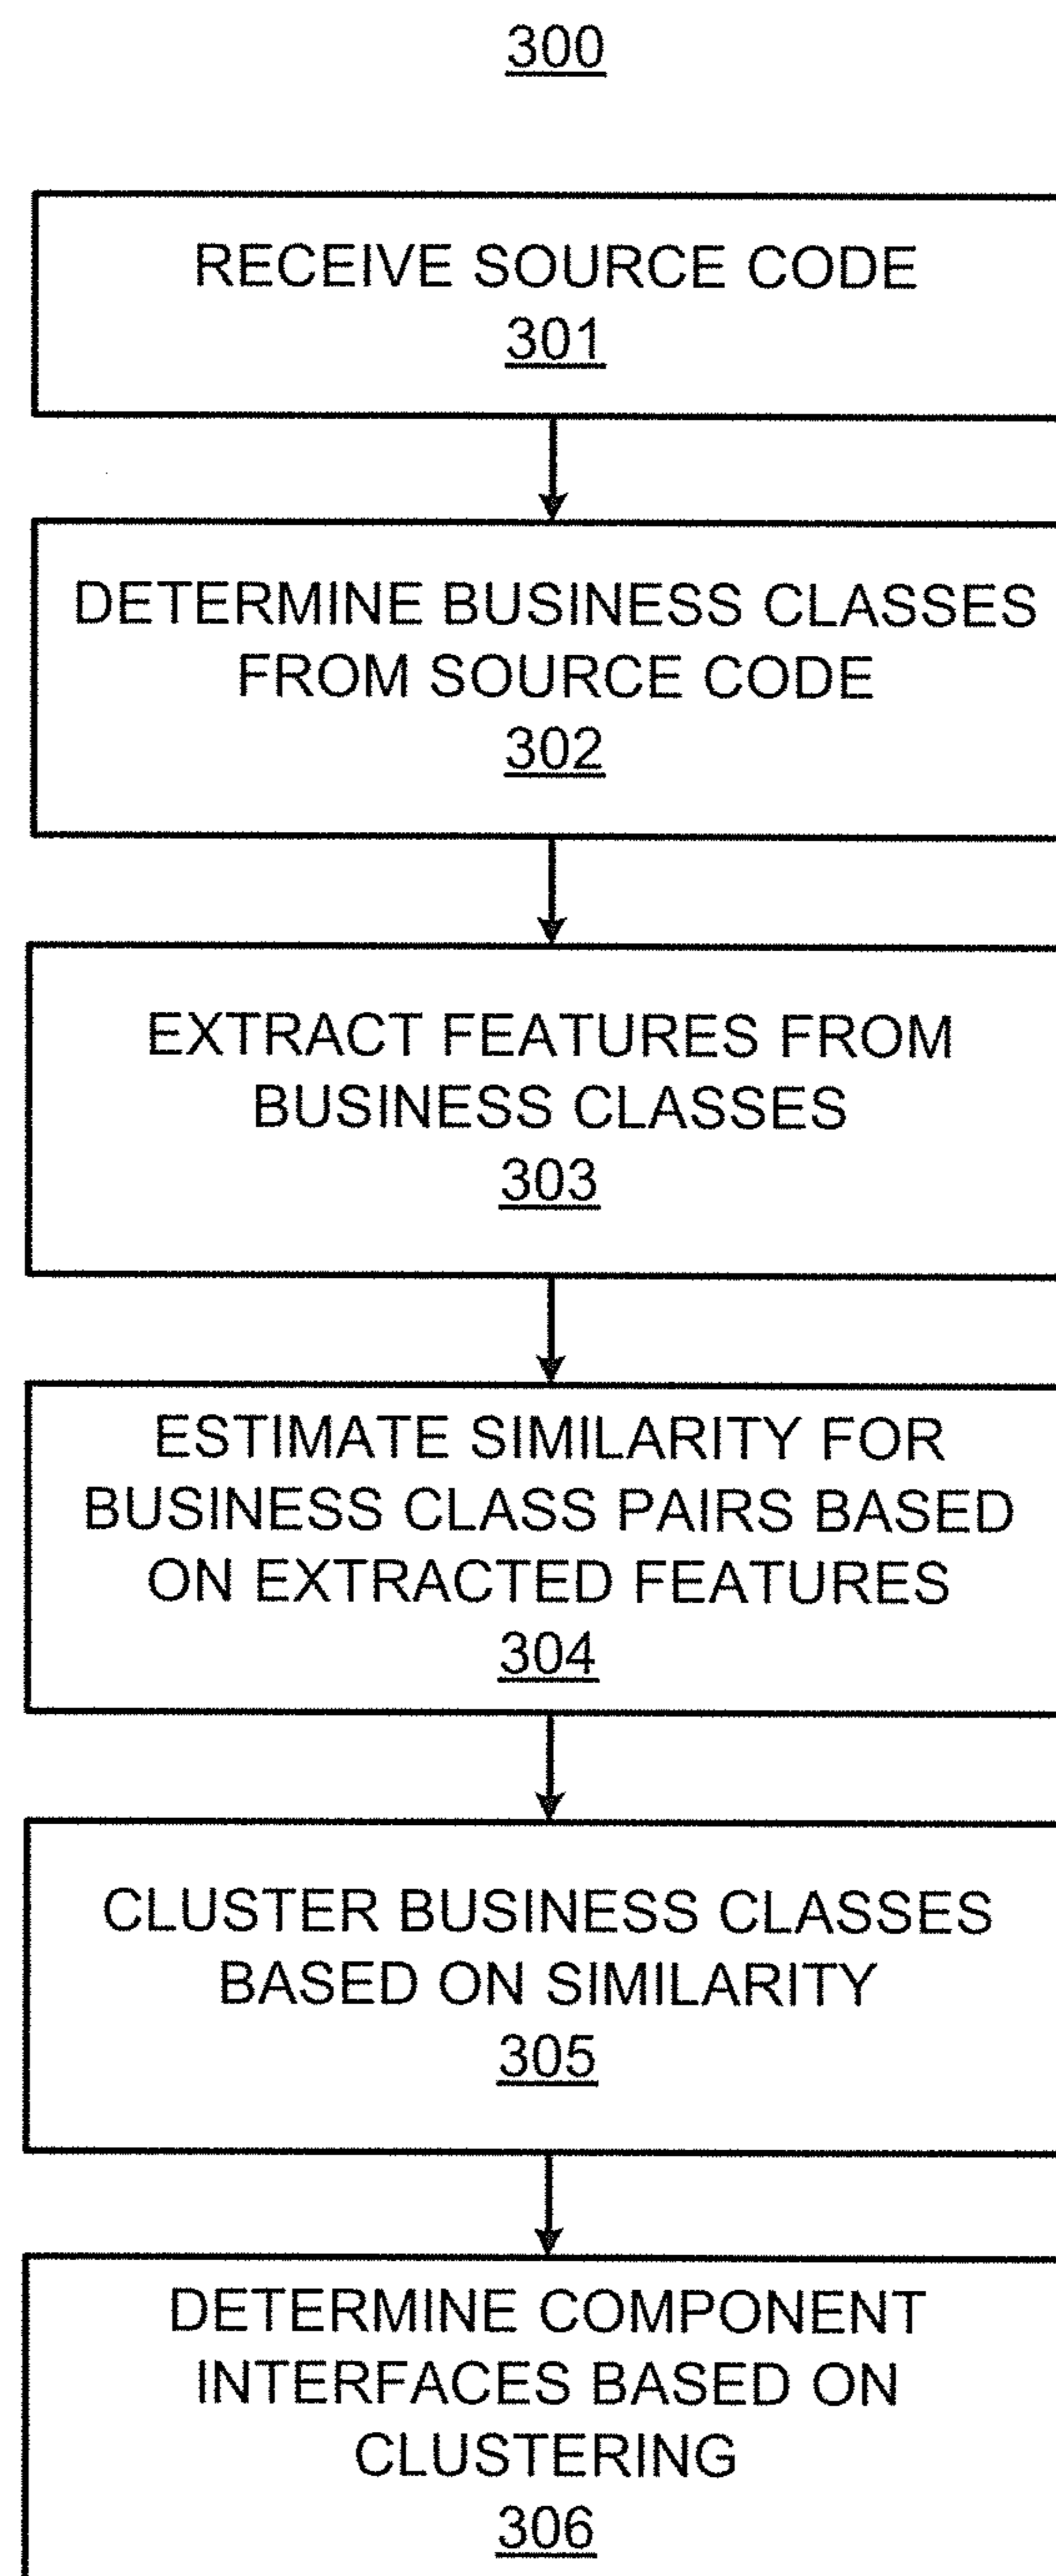 300
RECEIVE SOURCE CODE
301
DETERMINE BUSINESS CLASSES
FROM SOURCE CODE
302
EXTRACT FEATURES FROM
BUSINESS CLASSES
303
ESTIMATE SIMILARITY FOR
BUSINESS CLASS PAIRS BASED
ON EXTRACTED FEATURES
304
CLUSTER BUSINESS CLASSES
BASED ON SIMILARITY
305
DETERMINE COMPONENT
INTERFACES BASED ON
CLUSTERING
306